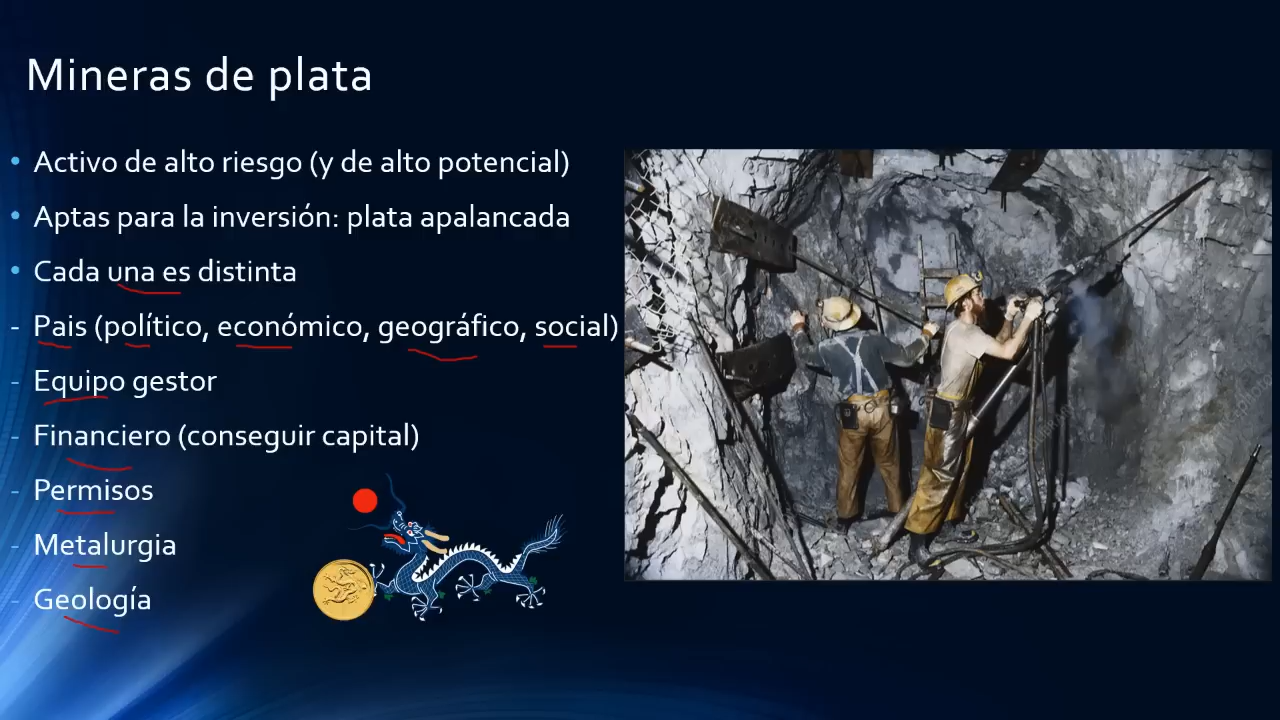 Mineras de plata
• Activo de alto riesgo (y de alto potencial)
• Aptas para la inversión: plata apalancada
• Cada una es distinta
- Pais (político, económico, geográfico, social)
- Equipo gestor
- Financiero (conseguir capital)
- Permisos
- Metalurgia
- Geología